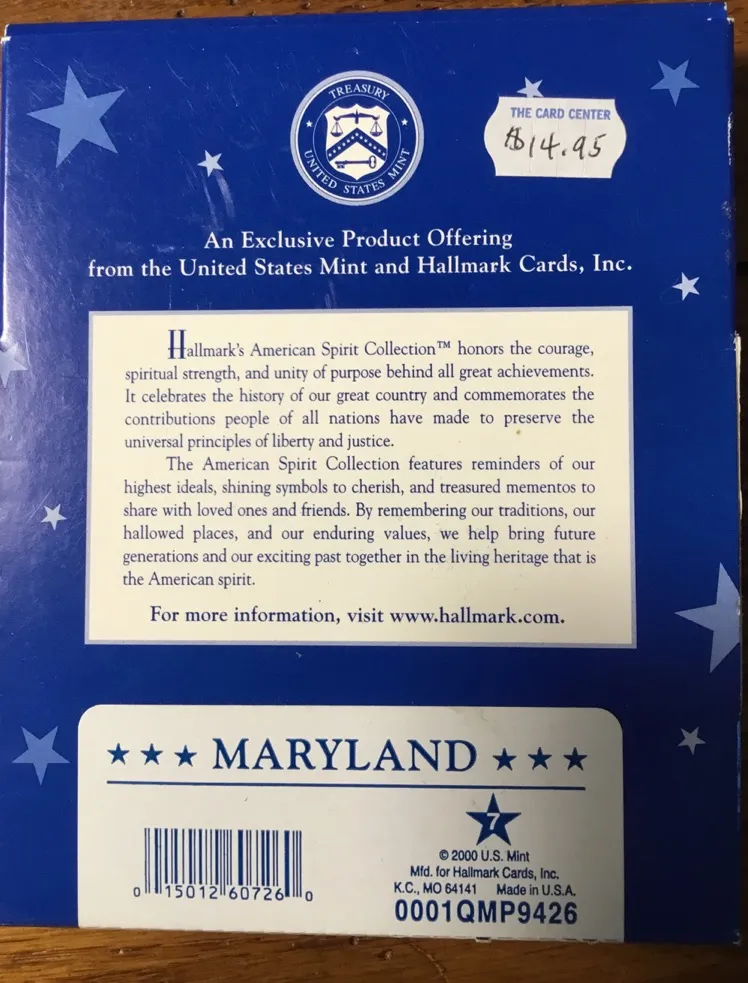 TREASURY
UNITED STATES MINT
THE CARD CENTER
$14.95
An Exclusive Product Offering
from the United States Mint and Hallmark Cards, Inc.
Hallmark's American Spirit Collection™ honors the courage,
spiritual strength, and unity of purpose behind all great achievements.
It celebrates the history of our great country and commemorates the
contributions people of all nations have made to preserve the
universal principles of liberty and justice.
The American Spirit Collection features reminders of our
highest ideals, shining symbols to cherish, and treasured mementos to
share with loved ones and friends. By remembering our traditions, our
hallowed places, and our enduring values, we help bring future
generations and our exciting past together in the living heritage that is
the American spirit.
For more information, visit www.hallmark.com.
★ ★ ★ MARYLAND ★ ★ ★
7
© 2000 U.S. Mint
Mfd. for Hallmark Cards, Inc.
K.C., MO 64141 Made in U.S.A.
0001QMP9426
0 15012 60726 0